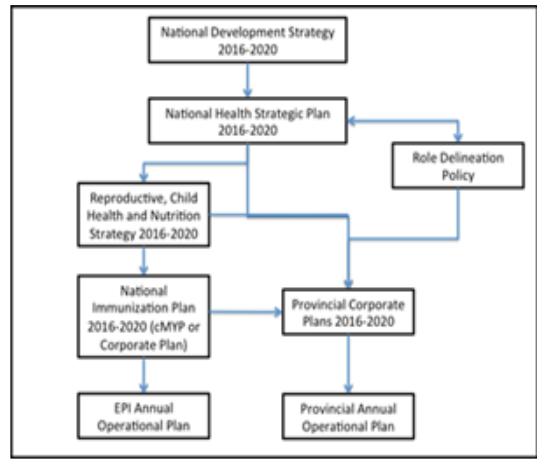 National Development Strategy
2016-2020
National Health Strategic Plan
2016-2020
Role Delineation
Policy
Reproductive, Child
Health and Nutrition
Strategy 2016-2020
National
Immunization Plan
2016-2020 (cMYP or
Corporate Plan)
Provincial Corporate
Plans 2016-2020
EPI Annual
Operational Plan
Provincial Annual
Operational Plan